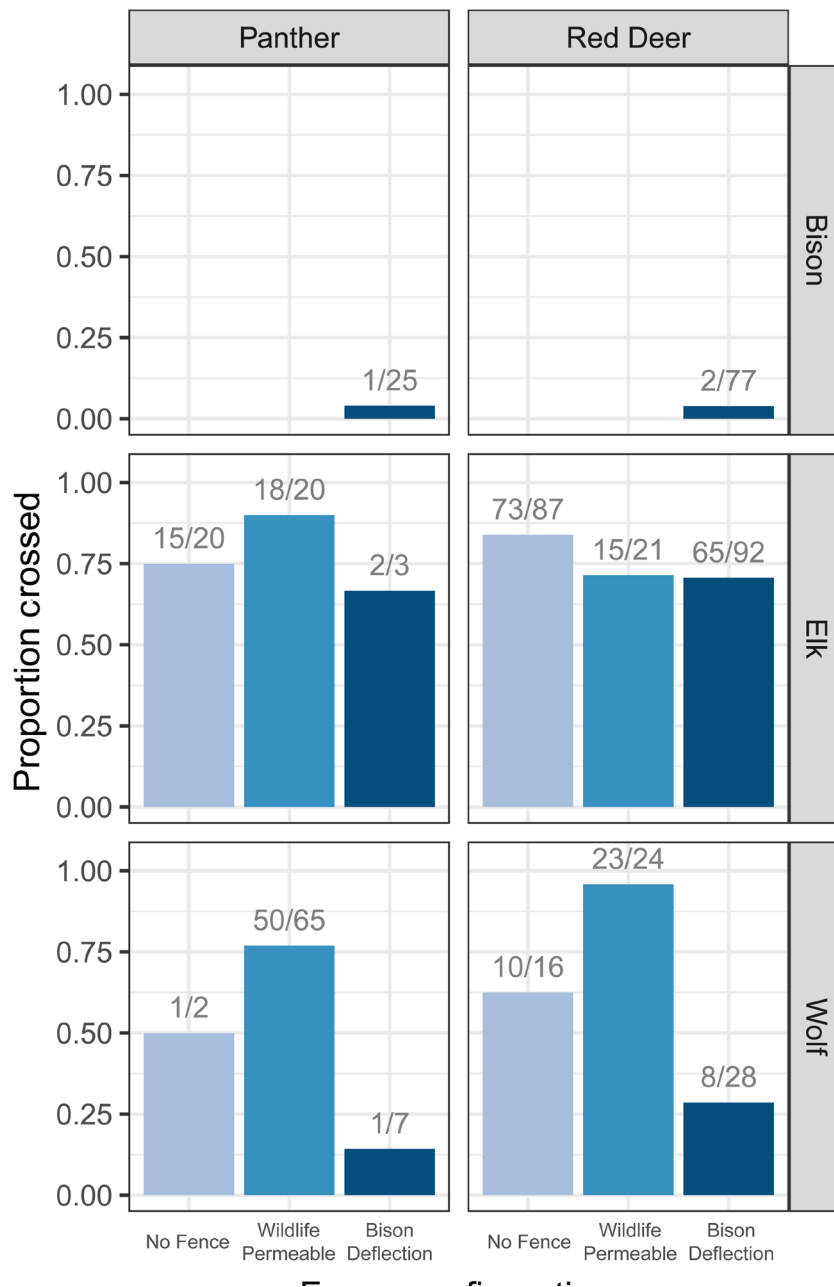 Panther Red Deer
1.00
0.75
0.50
0.25
0.00
1/25
2/77
Bison
Proportion crossed
1.00
0.75
0.50
0.25
0.00
15/20
18/20
2/3
73/87
15/21
65/92
Elk
1.00
0.75
0.50
0.25
0.00
1/2
50/65
1/7
10/16
23/24
8/28
Wolf
No Fence
Wildlife
Permeable
Bison
Deflection
No Fence
Wildlife
Permeable
Bison
Deflection